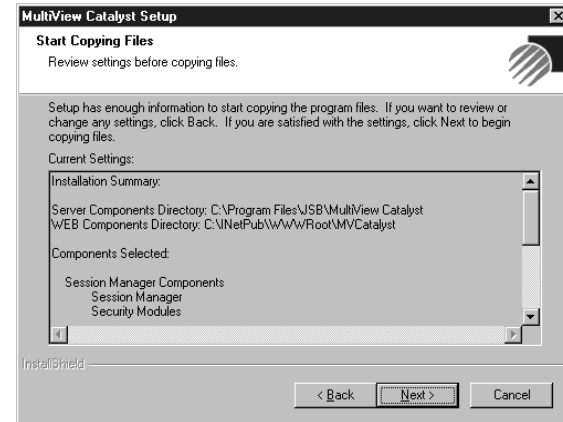 MultiView Catalyst Setup
Start Copying Files
Review settings before copying files.
Setup has enough information to start copying the program files. If you want to review or
change any settings, click Back. If you are satisfied with the settings, click Next to begin
copying files.
Current Settings:
Installation Summary:
Server Components Directory: C:\Program Files\JSB\MultiView Catalyst
WEB Components Directory: C:\INetPub\WWWRoot\MVCatalyst
Components Selected:
Session Manager Components
Session Manager
Security Modules
InstallShield
< Back
Next >
Cancel